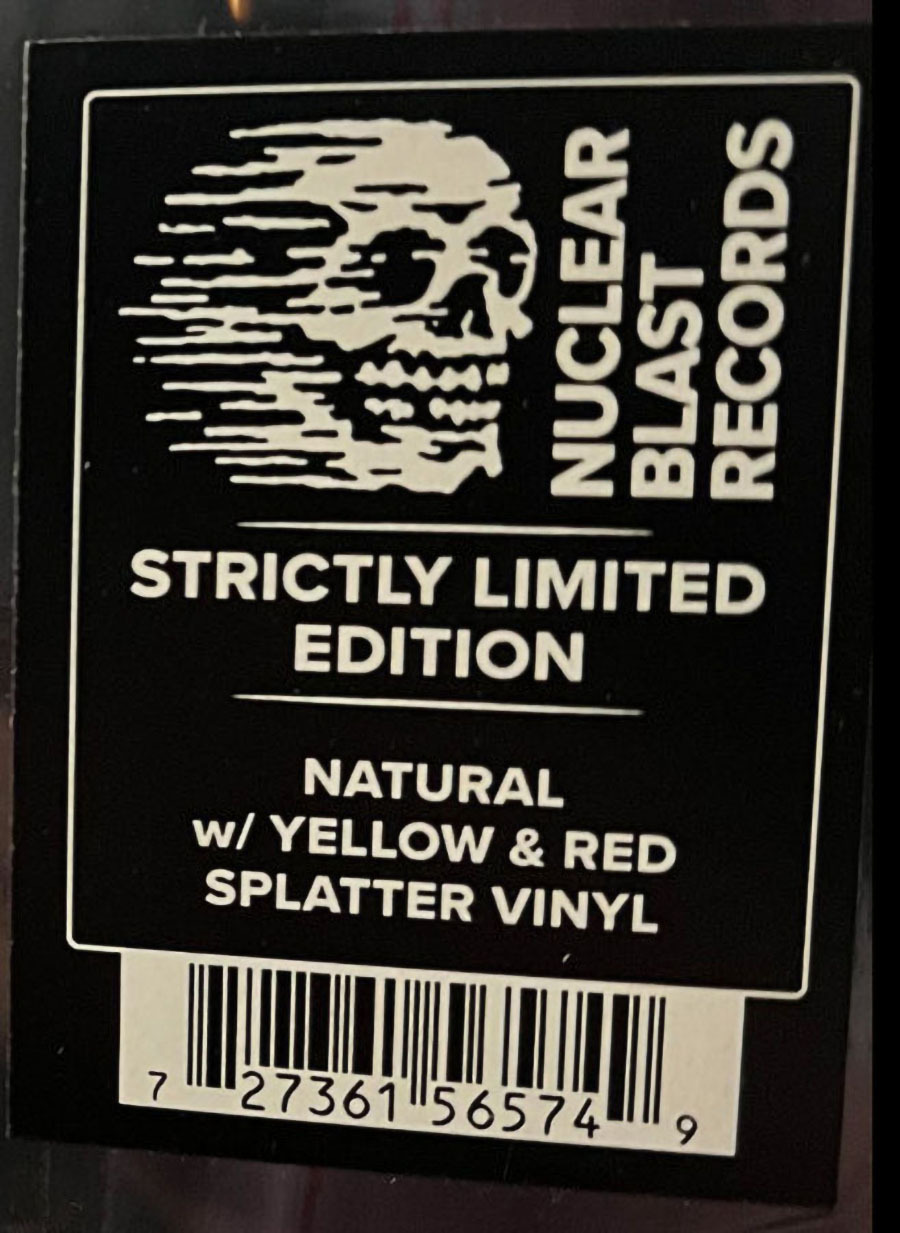 NUCLEAR
BLAST
RECORDS
STRICTLY LIMITED
EDITION
NATURAL
w/ YELLOW & RED
SPLATTER VINYL
7 27361 56574 9